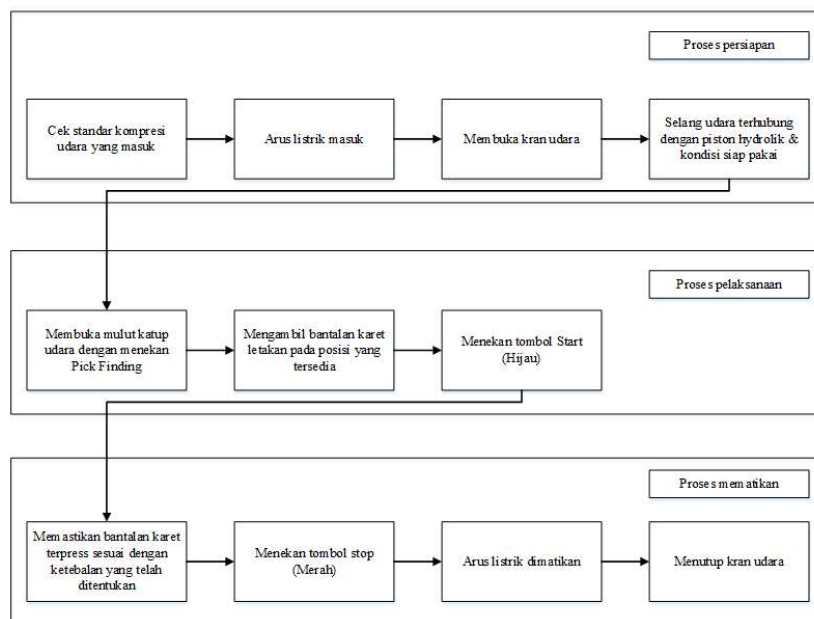 Proses persiapan
Cek standar kompresi
udara yang masuk
Arus listrik masuk
Membuka kran udara
Selang udara terhubung
dengan piston hydrolik &
kondisi siap pakai
Proses pelaksanaan
Membuka mulut katup
udara dengan menekan
Pick Finding
Mengambil bantalan karet
letakan pada posisi yang
tersedia
Menekan tombol Start
(Hijau)
Proses mematikan
Memastikan bantalan karet
terpress sesuai dengan
ketebalan yang telah
ditentukan
Menekan tombol stop
(Merah)
Arus listrik dimatikan
Menutup kran udara